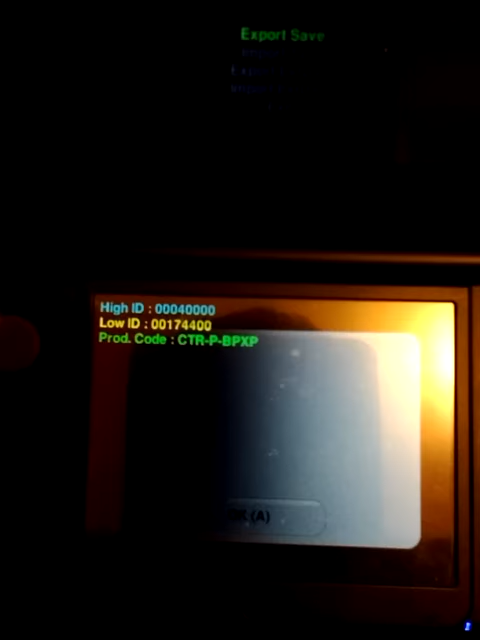 Export Save
High ID : 00040000
Low ID : 00174400
Prod. Code : CTR-P-BPXP
(A)